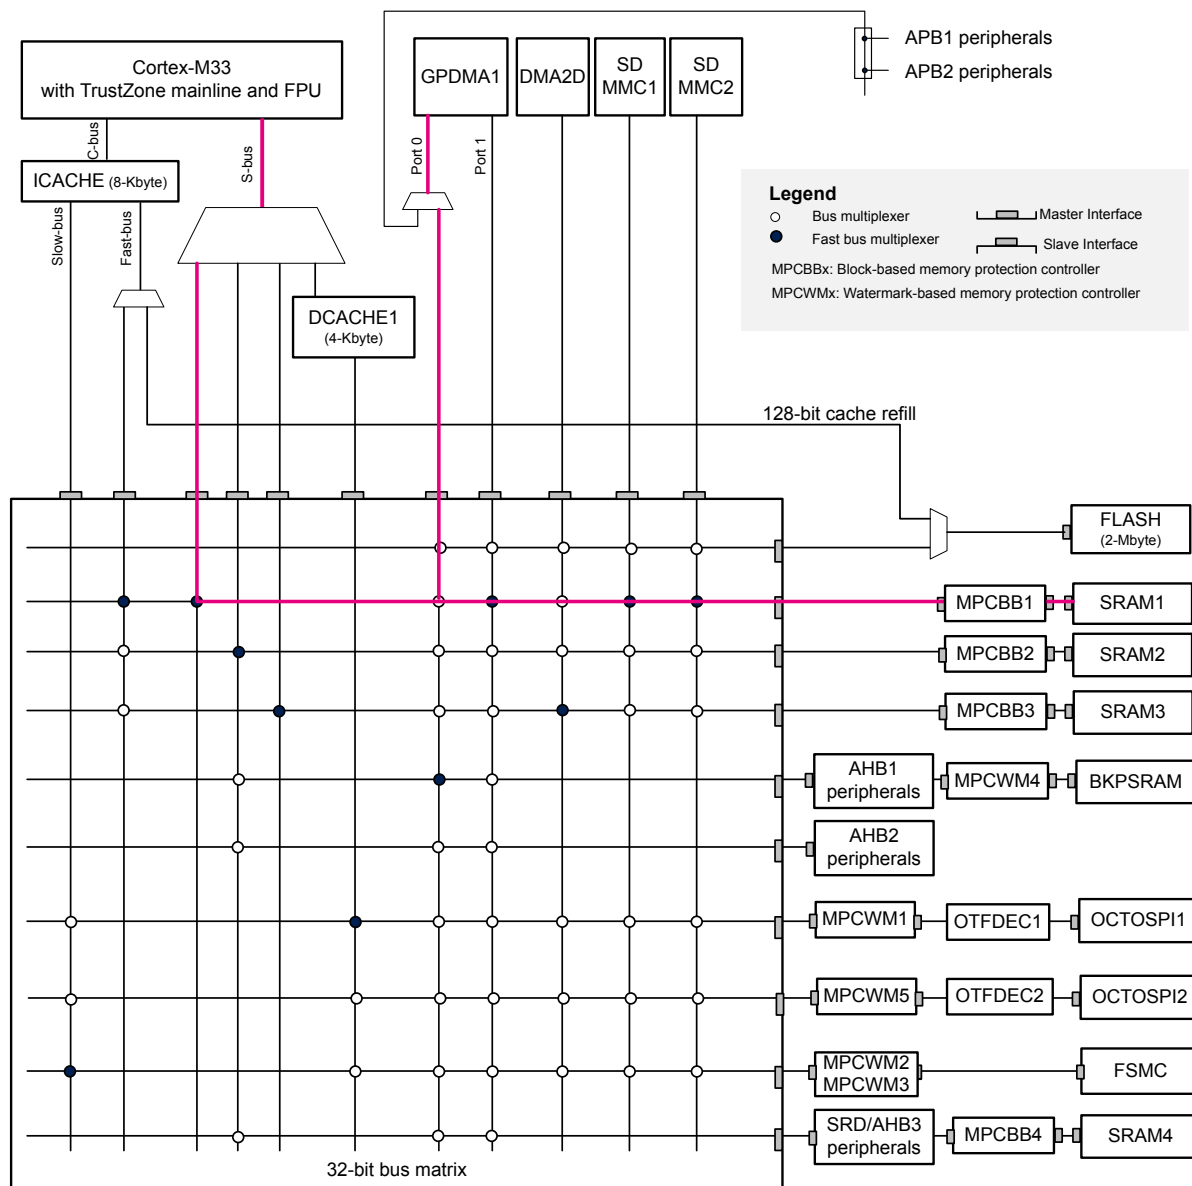 APB1 peripherals
APB2 peripherals
Cortex-M33
with TrustZone mainline and FPU
GPDMA1
DMA2D
SD
MMC1
SD
MMC2
C-bus
S-bus
Port 0
Port 1
ICACHE (8-Kbyte)
Slow-bus
Fast-bus
DCACHE1
(4-Kbyte)
Legend
Bus multiplexer
Master Interface
Fast bus multiplexer
Slave Interface
MPCBBx: Block-based memory protection controller
MPCWMx: Watermark-based memory protection controller
128-bit cache refill
FLASH
(2-Mbyte)
MPCBB1
SRAM1
MPCBB2
SRAM2
MPCBB3
SRAM3
AHB1
peripherals
MPCWM4
BKPSRAM
AHB2
peripherals
MPCWM1
OTFDEC1
OCTOSPI1
MPCWM5
OTFDEC2
OCTOSPI2
MPCWM2
MPCWM3
FSMC
SRD/AHB3
peripherals
MPCBB4
SRAM4
32-bit bus matrix